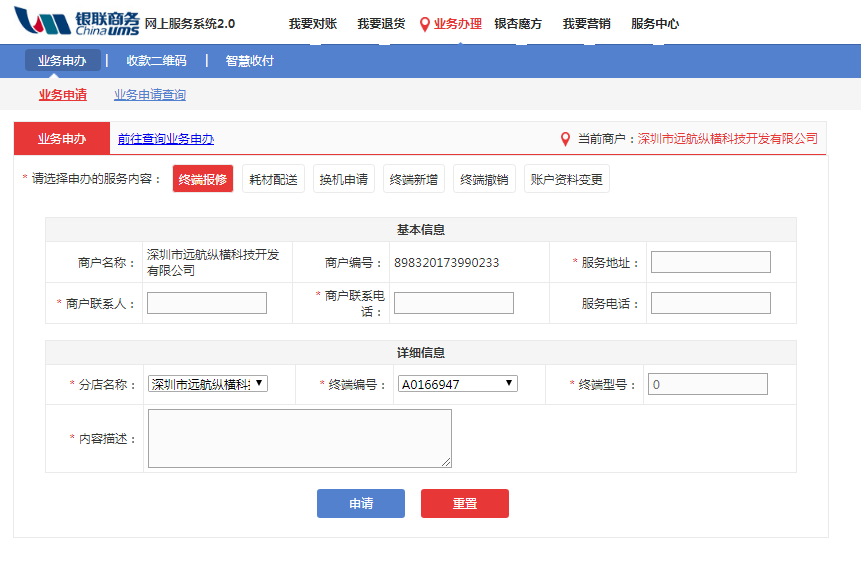 银联商务 China ums 网上服务系统2.0 我要对账 我要退货 业务办理 银杏魔方 我要营销 服务中心
业务申办 | 收款二维码 | 智慧收付
业务申请 业务申请查询
业务申办 前往查询业务申办 当前商户：深圳市远航纵横科技开发有限公司
* 请选择申办的服务内容： 终端报修 耗材配送 换机申请 终端新增 终端撤销 账户资料变更
基本信息
商户名称： 深圳市远航纵横科技开发
有限公司 商户编号： 898320173990233 * 服务地址：
* 商户联系人： * 商户联系电
话： 服务电话：
详细信息
* 分店名称： 深圳市远航纵横科 * 终端编号： A0166947 * 终端型号： 0
* 内容描述：
申请 重置